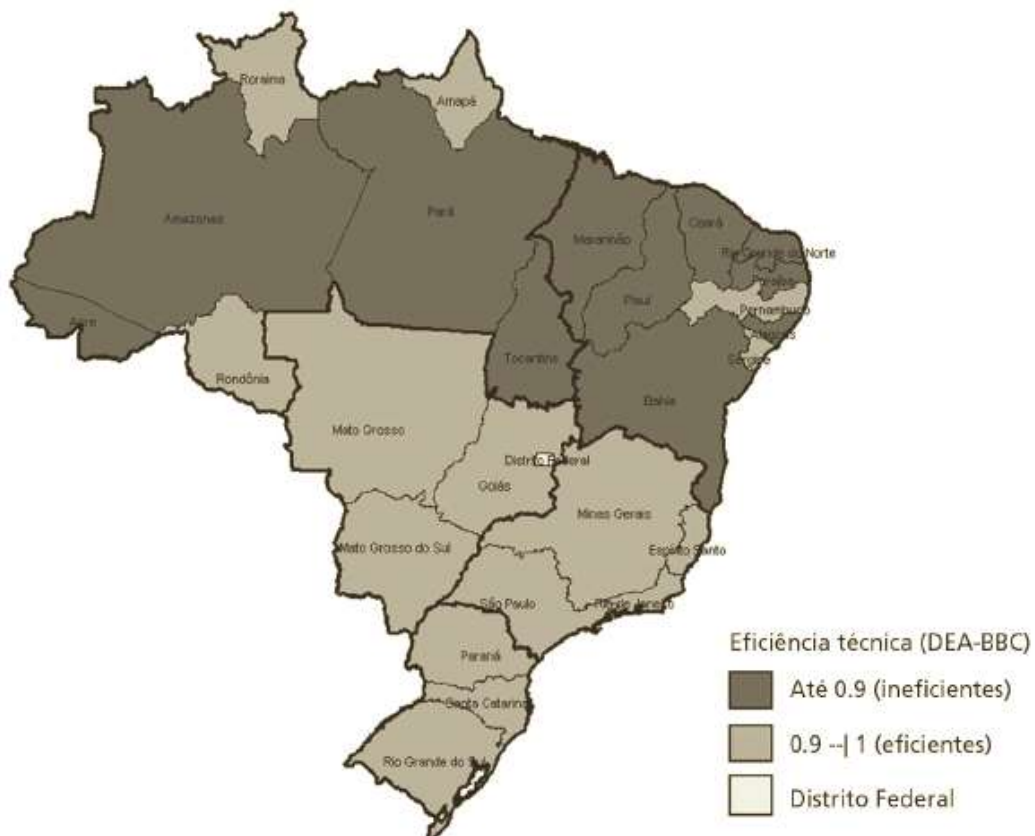 Roraima
Amapá
Amazonas
Pará
Maranhão
Ceará
Rio Grande do Norte
Paraíba
Piauí
Pernambuco
Acre
Alagoas
Sergipe
Tocantins
Rondônia
Bahia
Mato Grosso
Distrito Federal
Goiás
Minas Gerais
Mato Grosso do Sul
Espírito Santo
São Paulo
Rio de Janeiro
Paraná
Santa Catarina
Rio Grande do Sul
Eficiência técnica (DEA-BBC)
Até 0.9 (ineficientes)
0.9 --| 1 (eficientes)
Distrito Federal